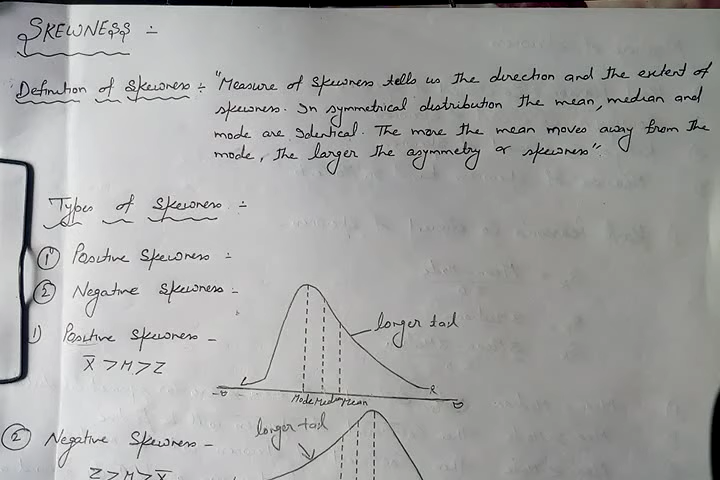 SKEWNESS :-
Definition of Skewness :- "Measure of Skewness tells us The direction and the extent of
skewness. In symmetrical distribution The mean, median and
mode are Identical. The more the mean moves away from The
mode, The larger The asymmetry or skewness".
Types of Skewness :-
① Positive Skewness :-
② Negative Skewness :-
1) Positive Skewness -
X̄ > M > Z
longer tail
L
R
Mode Median Mean
② Negative Skewness -
longer tail
Z > M > X̄